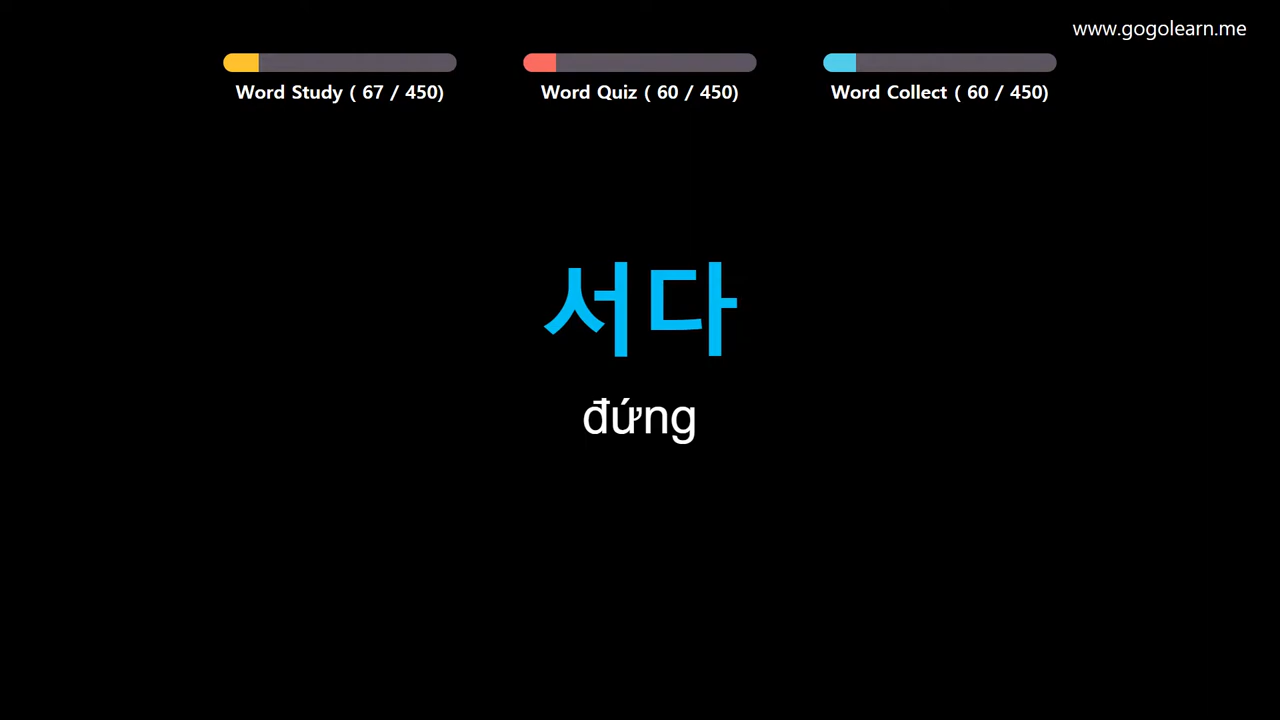 www.gogolearn.me
Word Study ( 67 / 450)
Word Quiz ( 60 / 450)
Word Collect ( 60 / 450)
서다
đứng